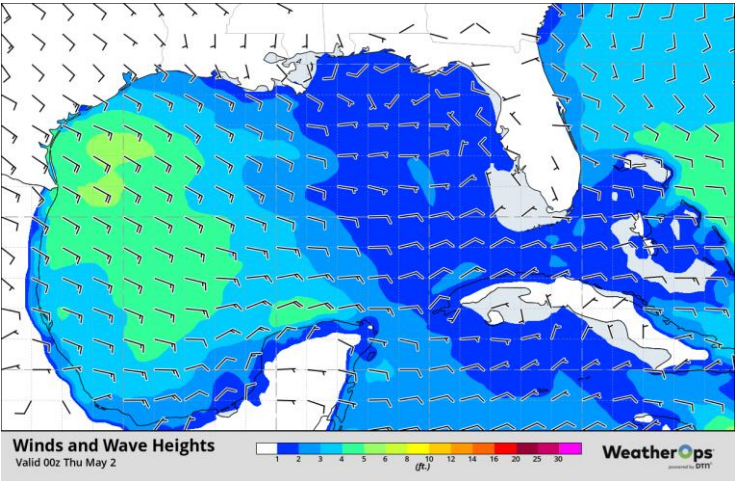 Winds and Wave Heights
Valid 00z Thu May 2
1 2 3 4 5 6 8 10 12 14 16 20 25 30
(ft.)
WeatherOps
powered by DTN